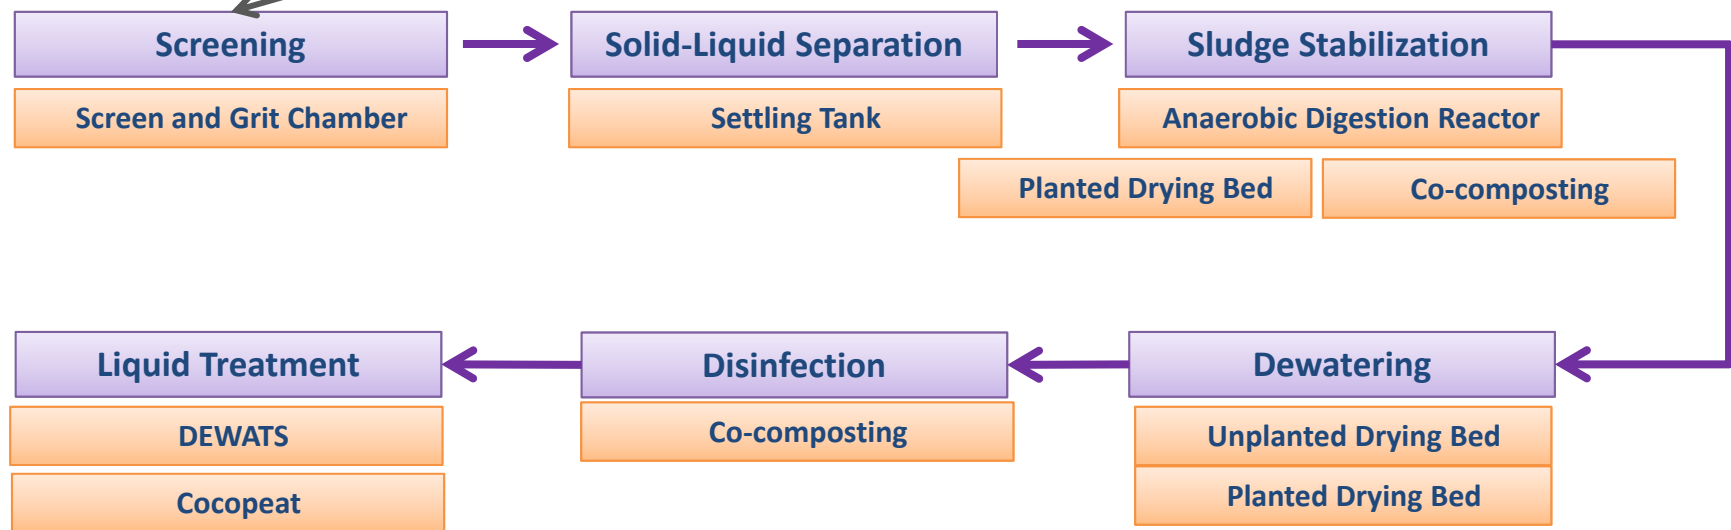 Screening
Solid-Liquid Separation
Sludge Stabilization
Screen and Grit Chamber
Settling Tank
Anaerobic Digestion Reactor
Planted Drying Bed
Co-composting
Liquid Treatment
Disinfection
Dewatering
DEWATS
Co-composting
Unplanted Drying Bed
Cocopeat
Planted Drying Bed